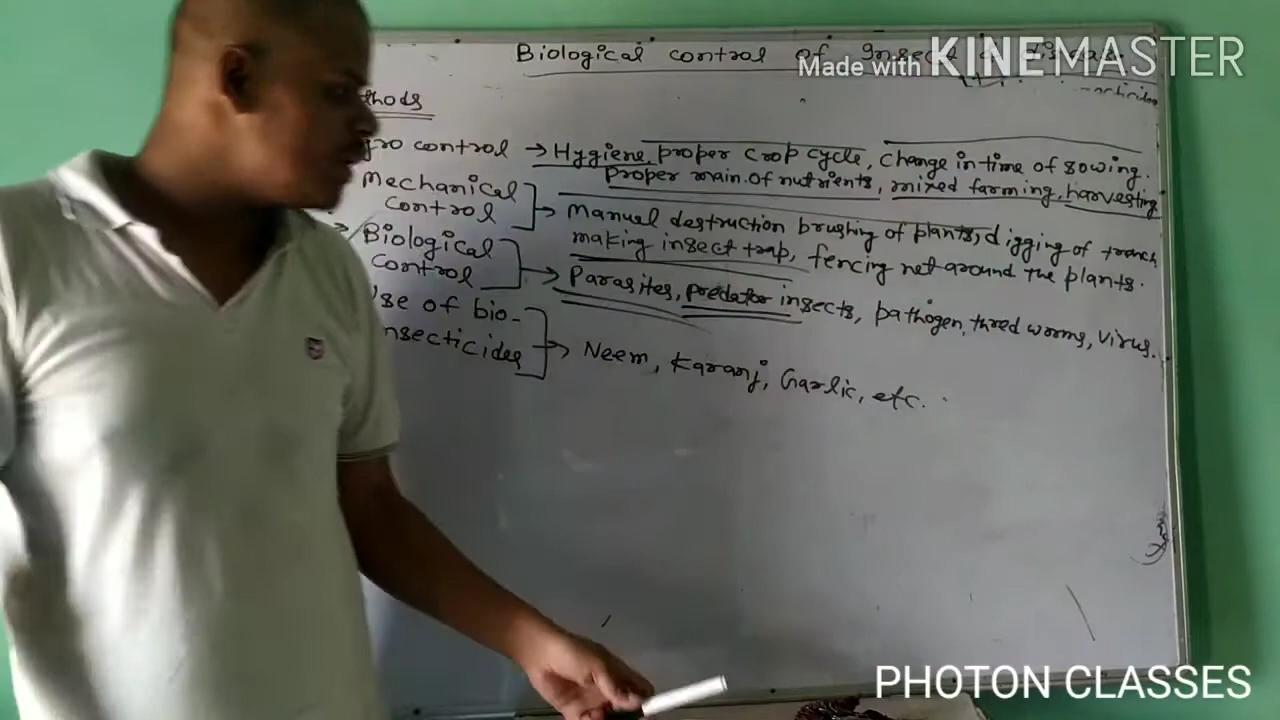 Biological control of Insect
Made with KINEMASTER
thods
gro control → Hygiene, proper crop cycle, change in time of sowing.
proper main. of nutrients, mixed farming, harvesting
Mechanical
control → Manual destruction brushing of plants, digging of trench
making insect trap, fencing net around the plants.
Biological
control → Parasites, predator insects, pathogen, thred worms, virus.
se of bio-
nsecticides → Neem, Karanj, Garlic, etc.
PHOTON CLASSES